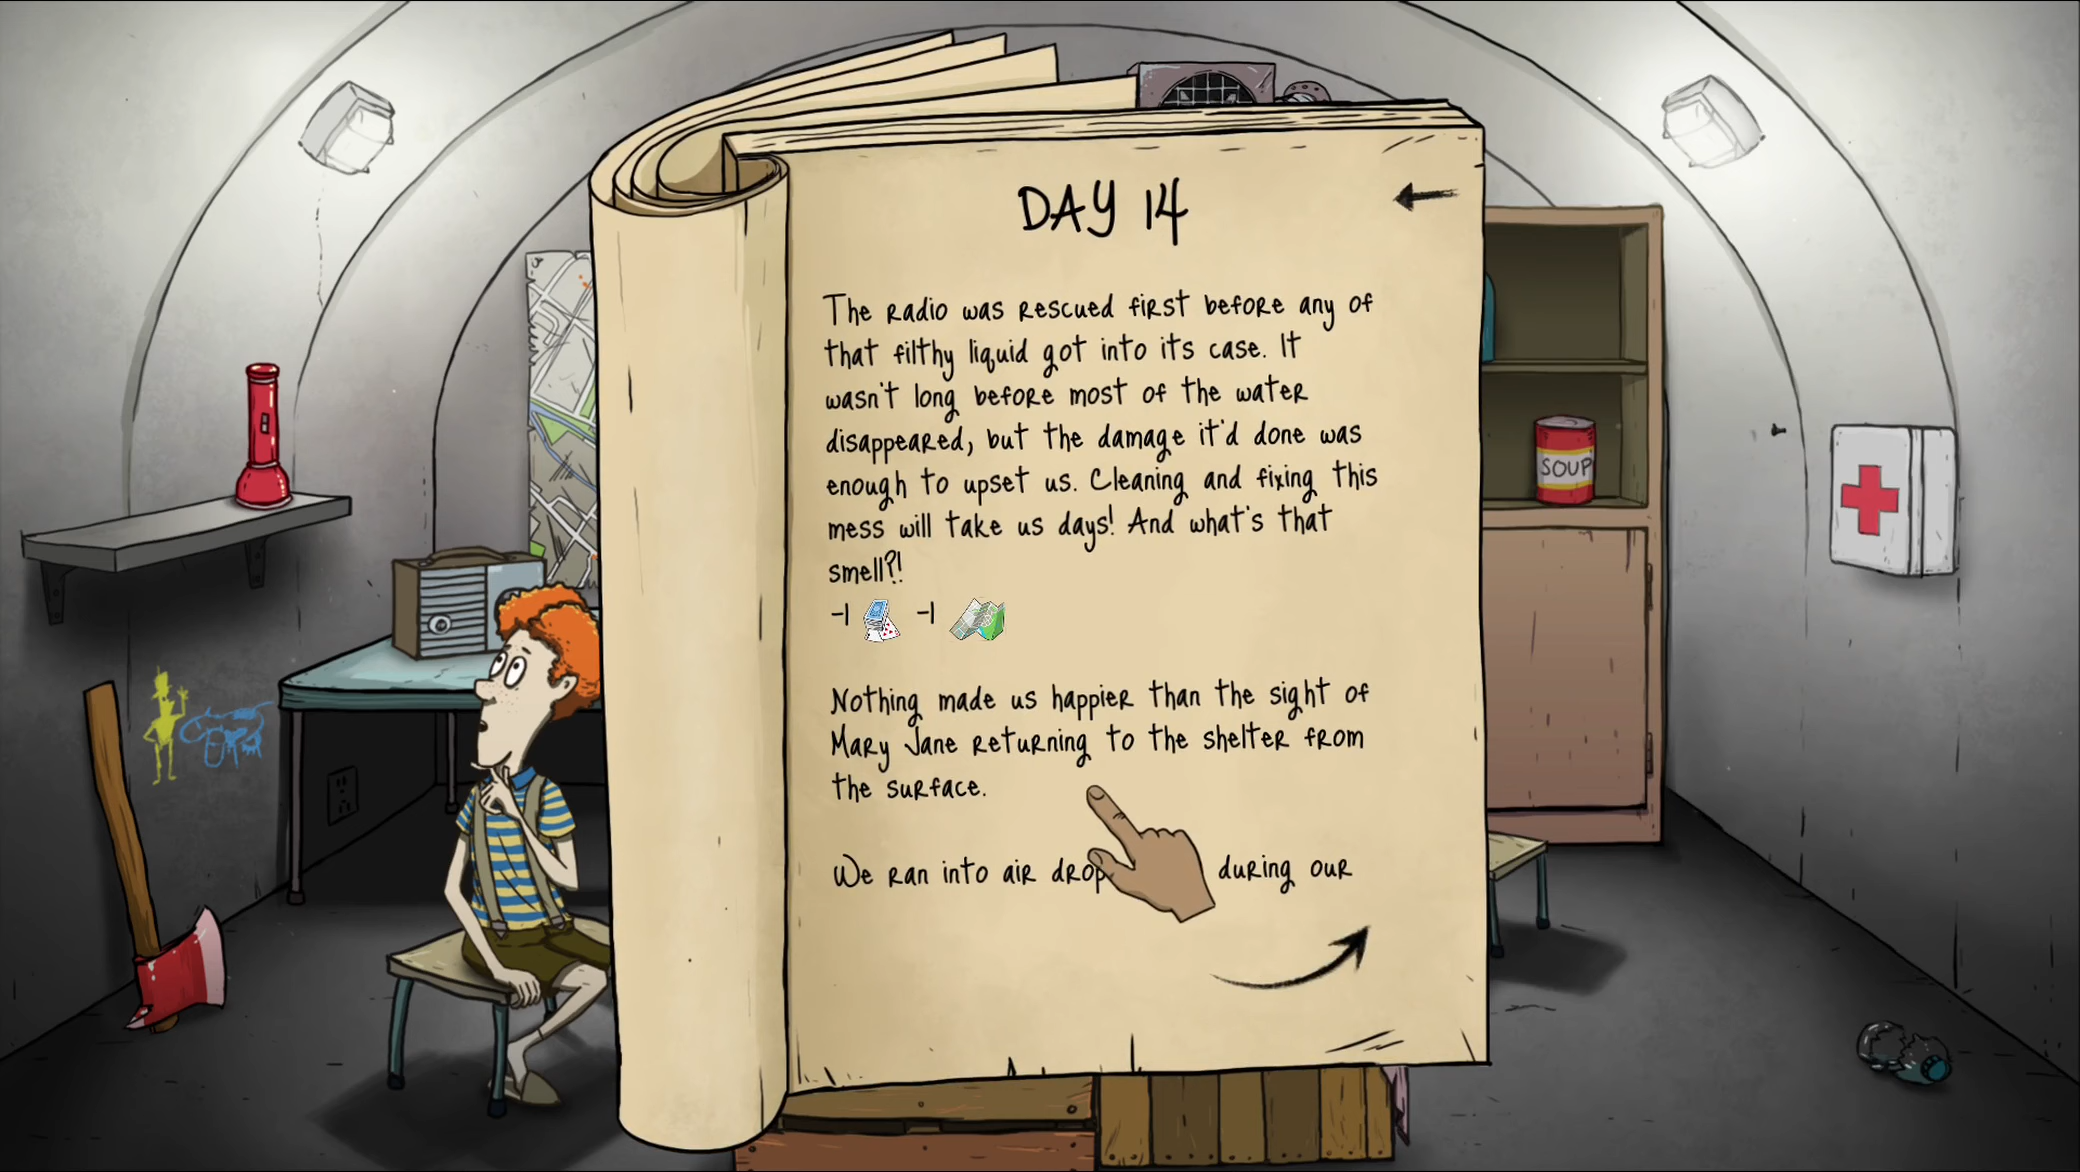 DAY 14
The radio was rescued first before any of
that filthy liquid got into its case. It
wasn't long before most of the water
disappeared, but the damage it'd done was
enough to upset us. Cleaning and fixing this
mess will take us days! And what's that
smell?!
-1 -1
Nothing made us happier than the sight of
Mary Jane returning to the shelter from
the surface.
We ran into air during our
SOUP